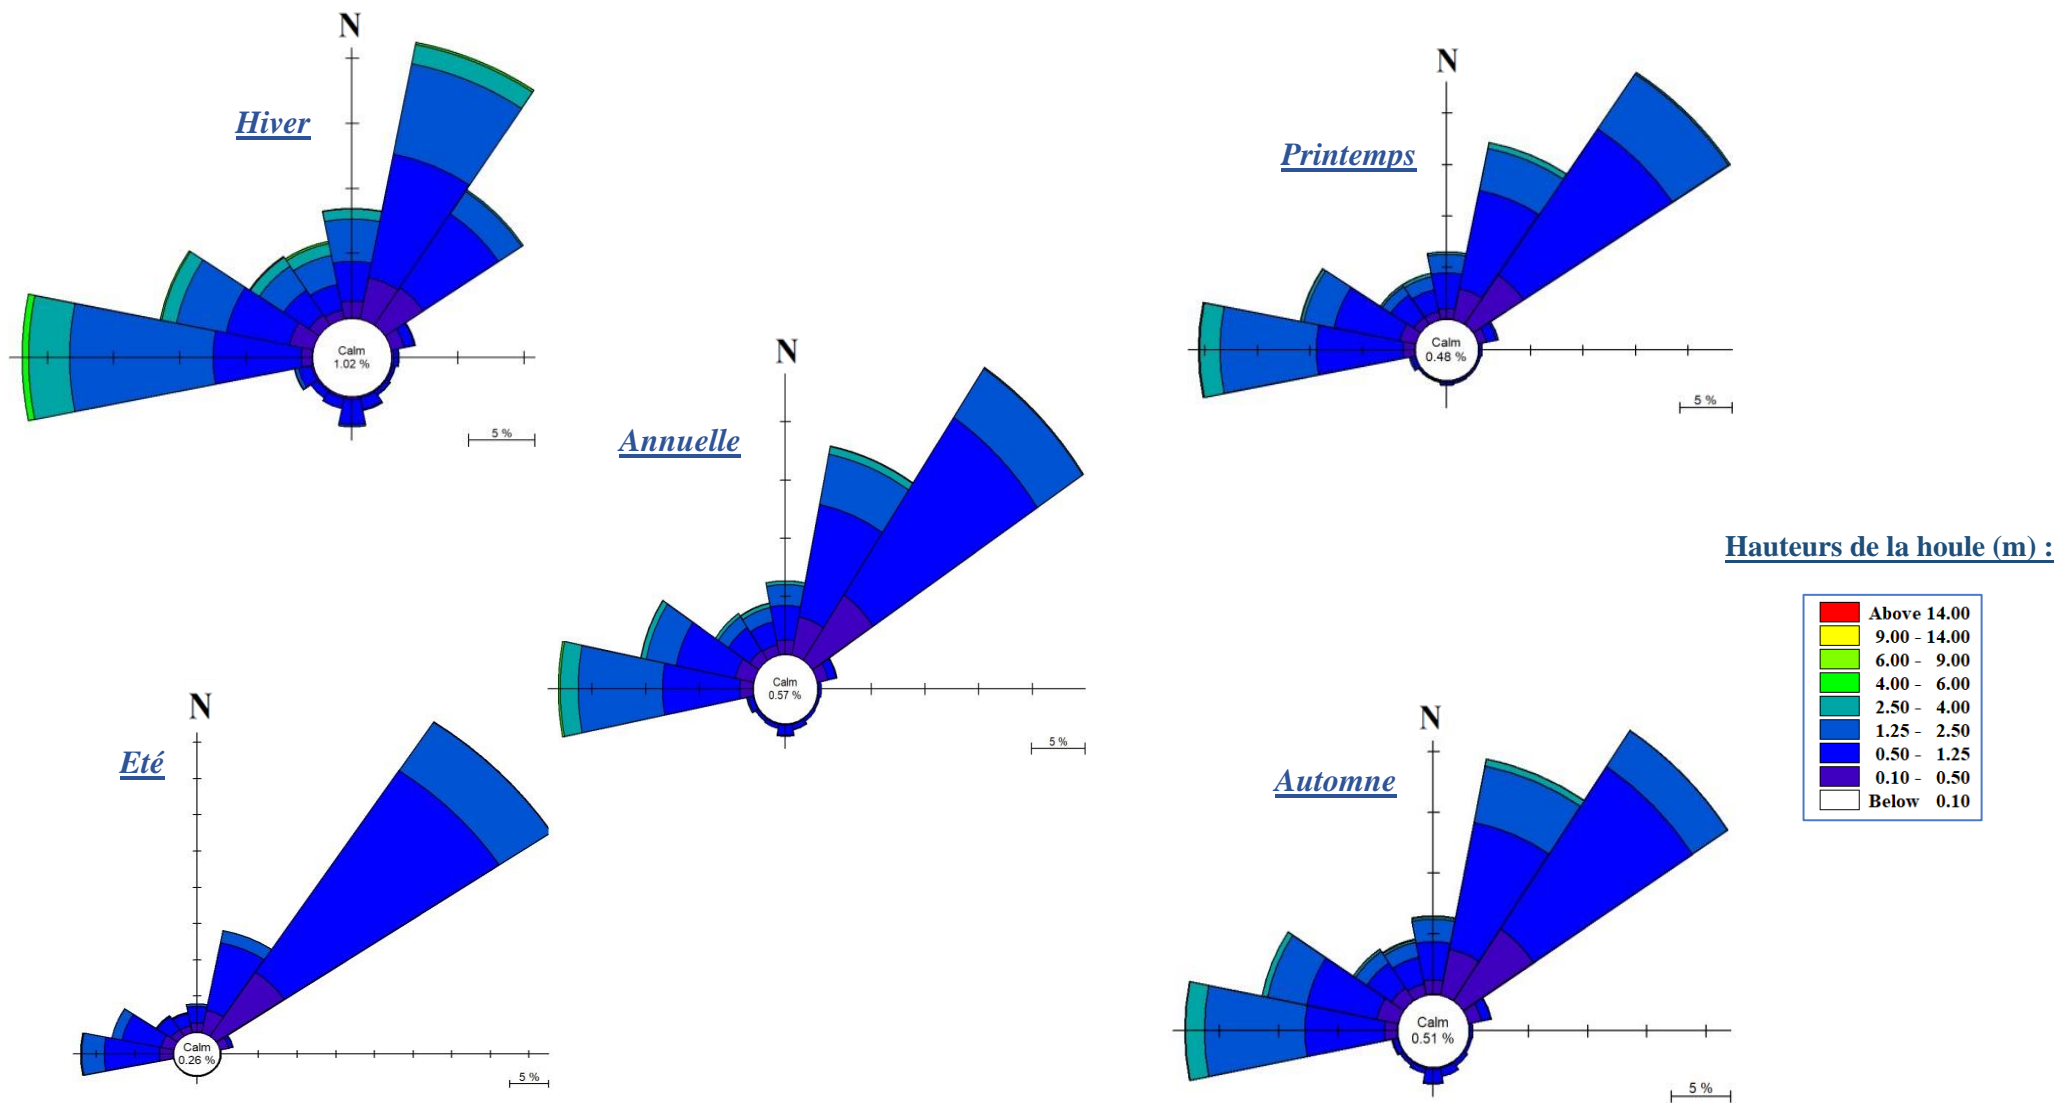 N
Hiver
Calm
1.02 %
5 %
N
Printemps
Calm
0.48 %
5 %
N
Annuelle
Calm
0.57 %
5 %
Hauteurs de la houle (m) :
Above 14.00
9.00 - 14.00
6.00 - 9.00
4.00 - 6.00
2.50 - 4.00
1.25 - 2.50
0.50 - 1.25
0.10 - 0.50
Below 0.10
N
Eté
Calm
0.26 %
5 %
N
Automne
Calm
0.51 %
5 %